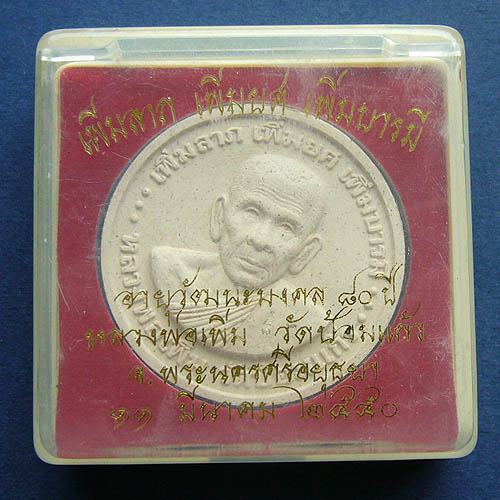 เพิ่มลาภ เพิ่มยศ เพิ่มบารมี
... เพิ่มลาภ เพิ่มยศ เพิ่มบารมี
อายุวัฒนะมงคล ๘๐ ปี
หลวงพ่อเพิ่ม วัดป้อมแก้ว
จ.พระนครศรีอยุธยา
๑๑ มีนาคม ๒๕๕๐